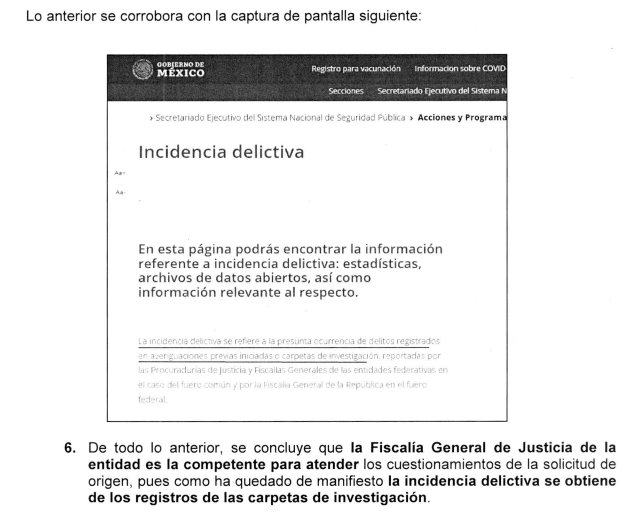 Lo anterior se corrobora con la captura de pantalla siguiente:
GOBIERNO DE
MÉXICO
Registro para vacunación Informacion sobre COVID
Secciones Secretariado Ejecutivo del Sistema N
> Secretariado Ejecutivo del Sistema Nacional de Seguridad Pública > Acciones y Programa
Incidencia delictiva
Aa+
Aa-
En esta página podrás encontrar la información
referente a incidencia delictiva: estadísticas,
archivos de datos abiertos, así como
información relevante al respecto.
La incidencia delictiva se refiere a la presunta ocurrencia de delitos registrados
en averiguaciones previas iniciadas o carpetas de investigación, reportadas por
las Procuradurías de Justicia y Fiscalías Generales de las entidades federativas en
el caso del fuero común y por la Fiscalía General de la República en el fuero
federal.
6. De todo lo anterior, se concluye que la Fiscalía General de Justicia de la
entidad es la competente para atender los cuestionamientos de la solicitud de
origen, pues como ha quedado de manifiesto la incidencia delictiva se obtiene
de los registros de las carpetas de investigación.